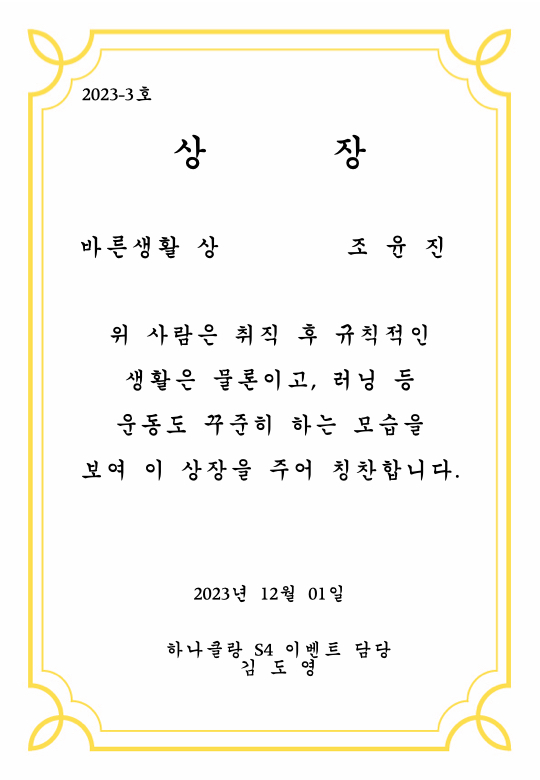 2023-3호
상 장
바른생활 상 조 윤 진
위 사람은 취직 후 규칙적인
생활은 물론이고, 러닝 등
운동도 꾸준히 하는 모습을
보여 이 상장을 주어 칭찬합니다.
2023년 12월 01일
하나클랑 S4 이벤트 담당
김 도 영